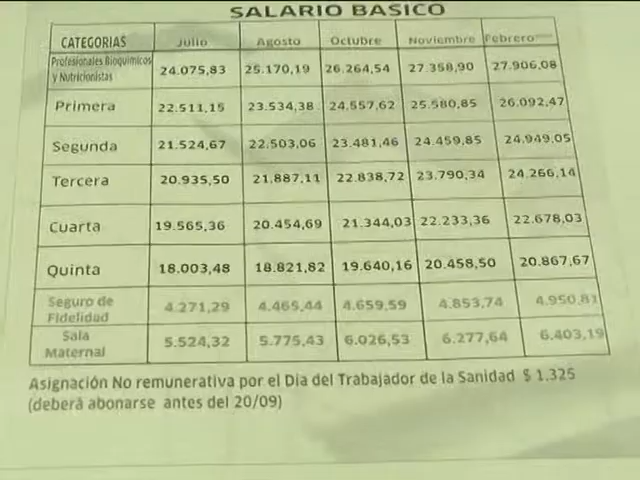 SALARIO BASICO
CATEGORIAS Julio Agosto Octubre Noviembre Febrero
Profesionales Bioquimicos y Nutricionistas 24.075,83 25.170,19 26.264,54 27.358,90 27.906,08
Primera 22.511,15 23.534,38 24.557,62 25.580,85 26.092,47
Segunda 21.524,67 22.503,06 23.481,46 24.459,85 24.949,05
Tercera 20.935,50 21.887,11 22.838,72 23.790,34 24.266,14
Cuarta 19.565,36 20.454,69 21.344,03 22.233,36 22.678,03
Quinta 18.003,48 18.821,82 19.640,16 20.458,50 20.867,67
Seguro de Fidelidad 4.271,29 4.465,44 4.659,59 4.853,74 4.950,81
Sala Maternal 5.524,32 5.775,43 6.026,53 6.277,64 6.403,19
Asignación No remunerativa por el Dia del Trabajador de la Sanidad $ 1.325
(deberá abonarse antes del 20/09)